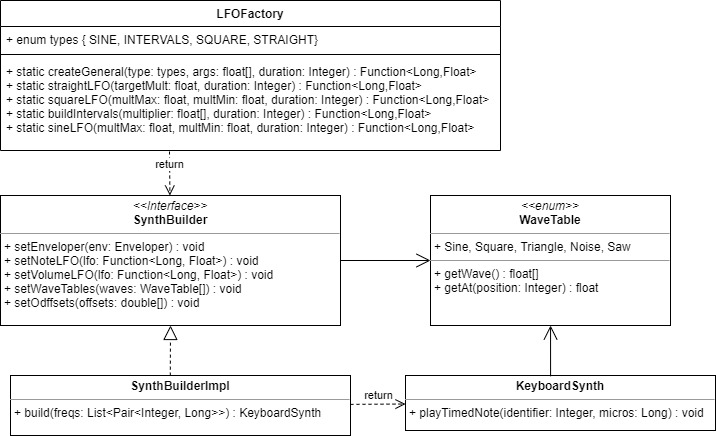 LFOFactory
+ enum types { SINE, INTERVALS, SQUARE, STRAIGHT}
+ static createGeneral(type: types, args: float[], duration: Integer) : Function<Long,Float>
+ static straightLFO(targetMult: float, duration: Integer) : Function<Long,Float>
+ static squareLFO(multMax: float, multMin: float, duration: Integer) : Function<Long,Float>
+ static buildIntervals(multiplier: float[], duration: Integer) : Function<Long,Float>
+ static sineLFO(multMax: float, multMin: float, duration: Integer) : Function<Long,Float>
return
<<Interface>>
SynthBuilder
+ setEnveloper(env: Enveloper) : void
+ setNoteLFO(lfo: Function<Long, Float>) : void
+ setVolumeLFO(lfo: Function<Long, Float>) : void
+ setWaveTables(waves: WaveTable[]) : void
+ setOdffsets(offsets: double[]) : void
<<enum>>
WaveTable
+ Sine, Square, Triangle, Noise, Saw
+ getWave() : float[]
+ getAt(position: Integer) : float
SynthBuilderImpl
+ build(freqs: List<Pair<Integer, Long>>) : KeyboardSynth
return
KeyboardSynth
+ playTimedNote(identifier: Integer, micros: Long) : void